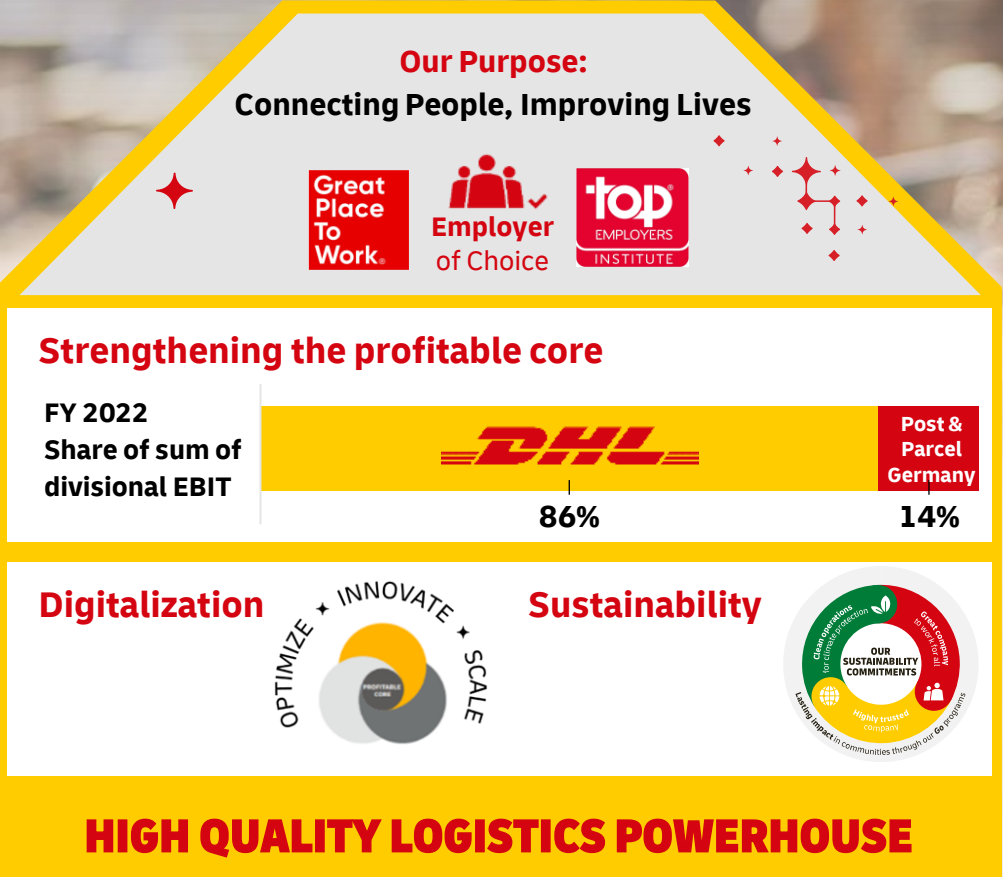 Our Purpose:
Connecting People, Improving Lives
Great
Place
To
Work®
Employer
of Choice
top®
EMPLOYERS
INSTITUTE
Strengthening the profitable core
FY 2022
Share of sum of
divisional EBIT
DHL
Post &
Parcel
Germany
86%
14%
Digitalization
OPTIMIZE ✦ INNOVATE ✦ SCALE
PROFITABLE
CORE
Sustainability
Clean operations
for climate protection
Great company
to work for all
OUR
SUSTAINABILITY
COMMITMENTS
Highly trusted
company
Lasting impact in communities through our Go programs
HIGH QUALITY LOGISTICS POWERHOUSE